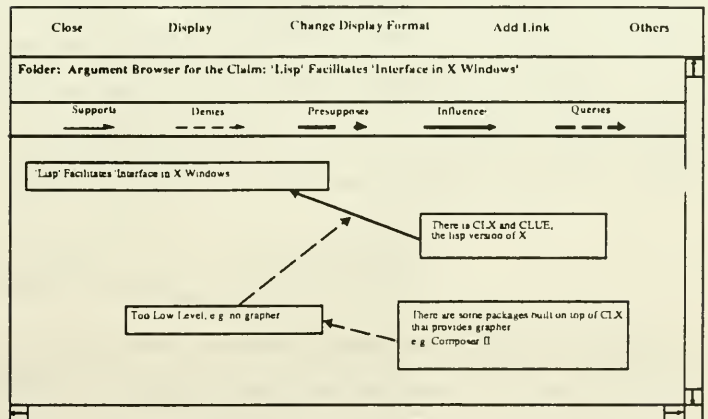 Close Display Change Display Format Add Link Others
Folder: Argument Browser for the Claim: 'Lisp' Facilitates 'Interface in X Windows'
Supports Denies Presupposes Influence Queries
'Lisp' Facilitates 'Interface in X Windows
There is CLX and CLUE,
the lisp version of X
Too Low Level, e g no grapher
There are some packages built on top of CLX
that provides grapher
e g Composer II